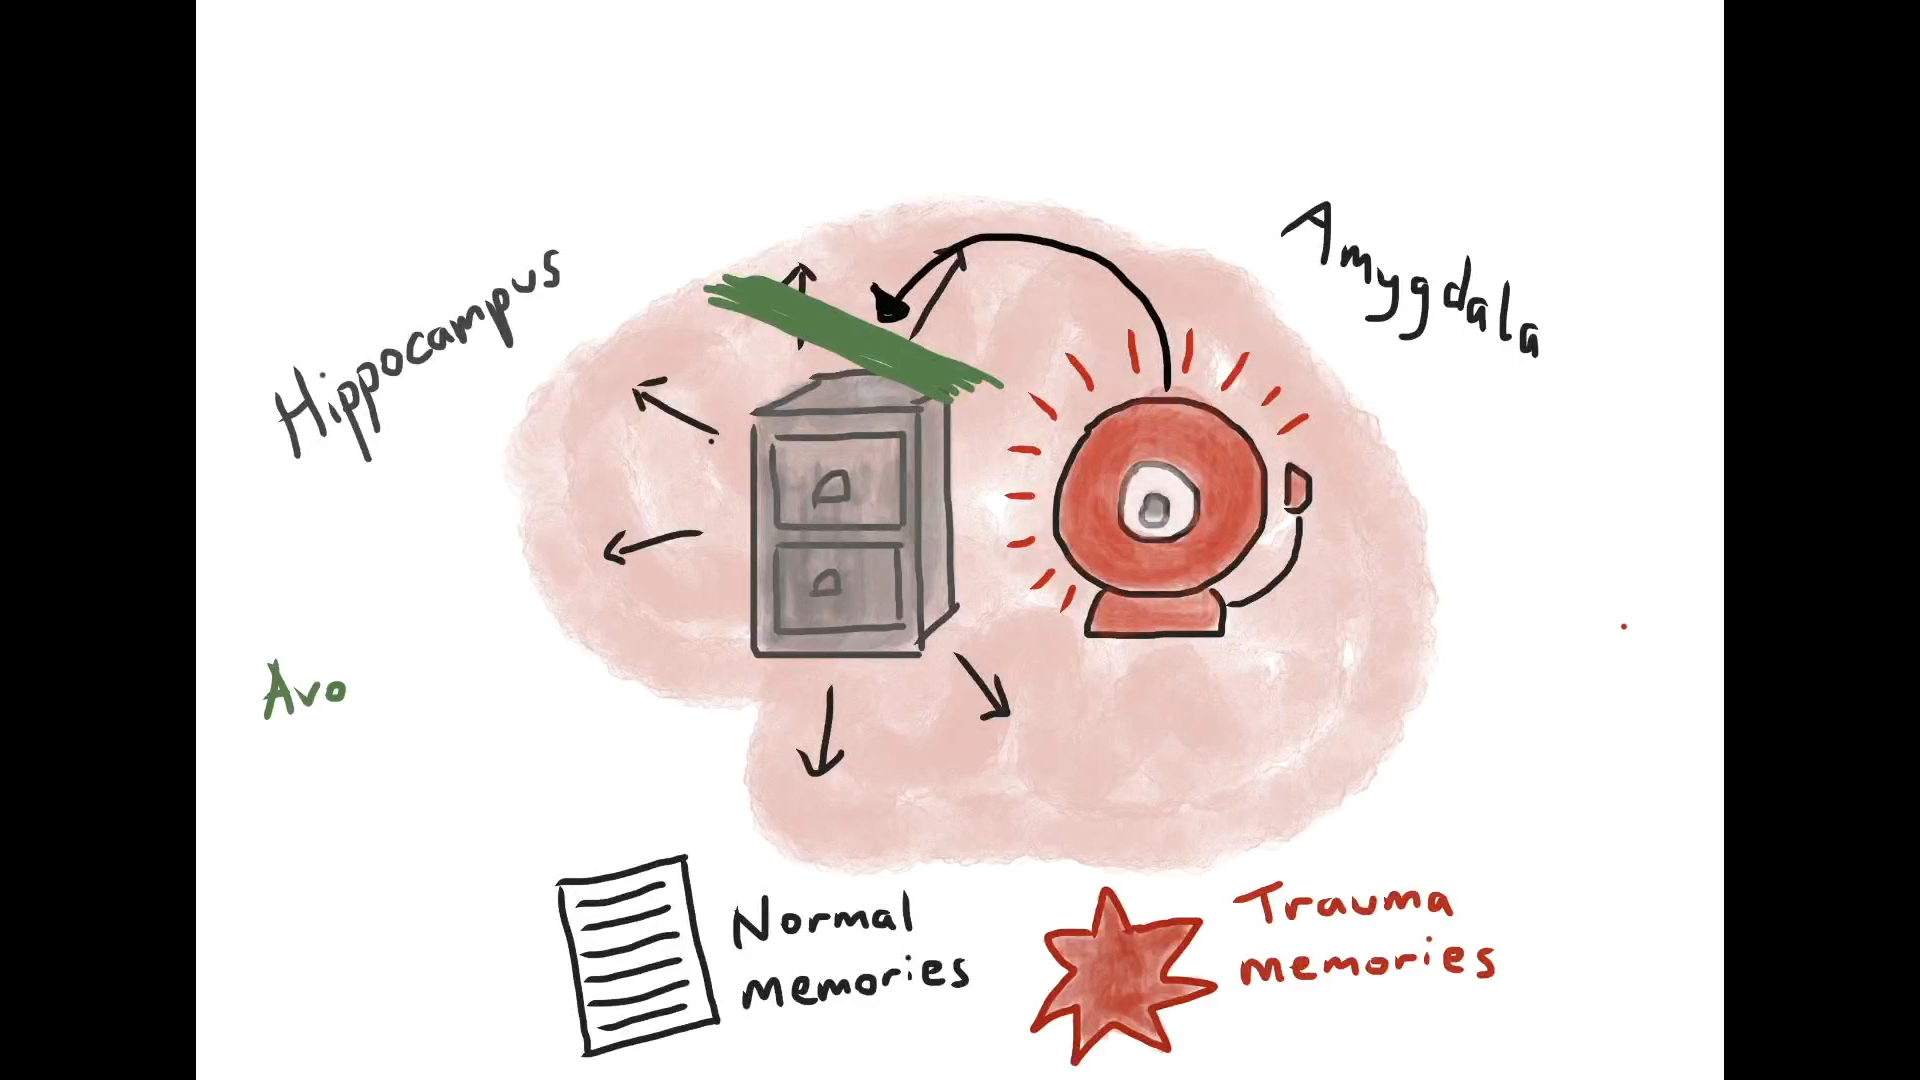 Hippocampus
Amygdala
Avo
Normal
memories
Trauma
memories